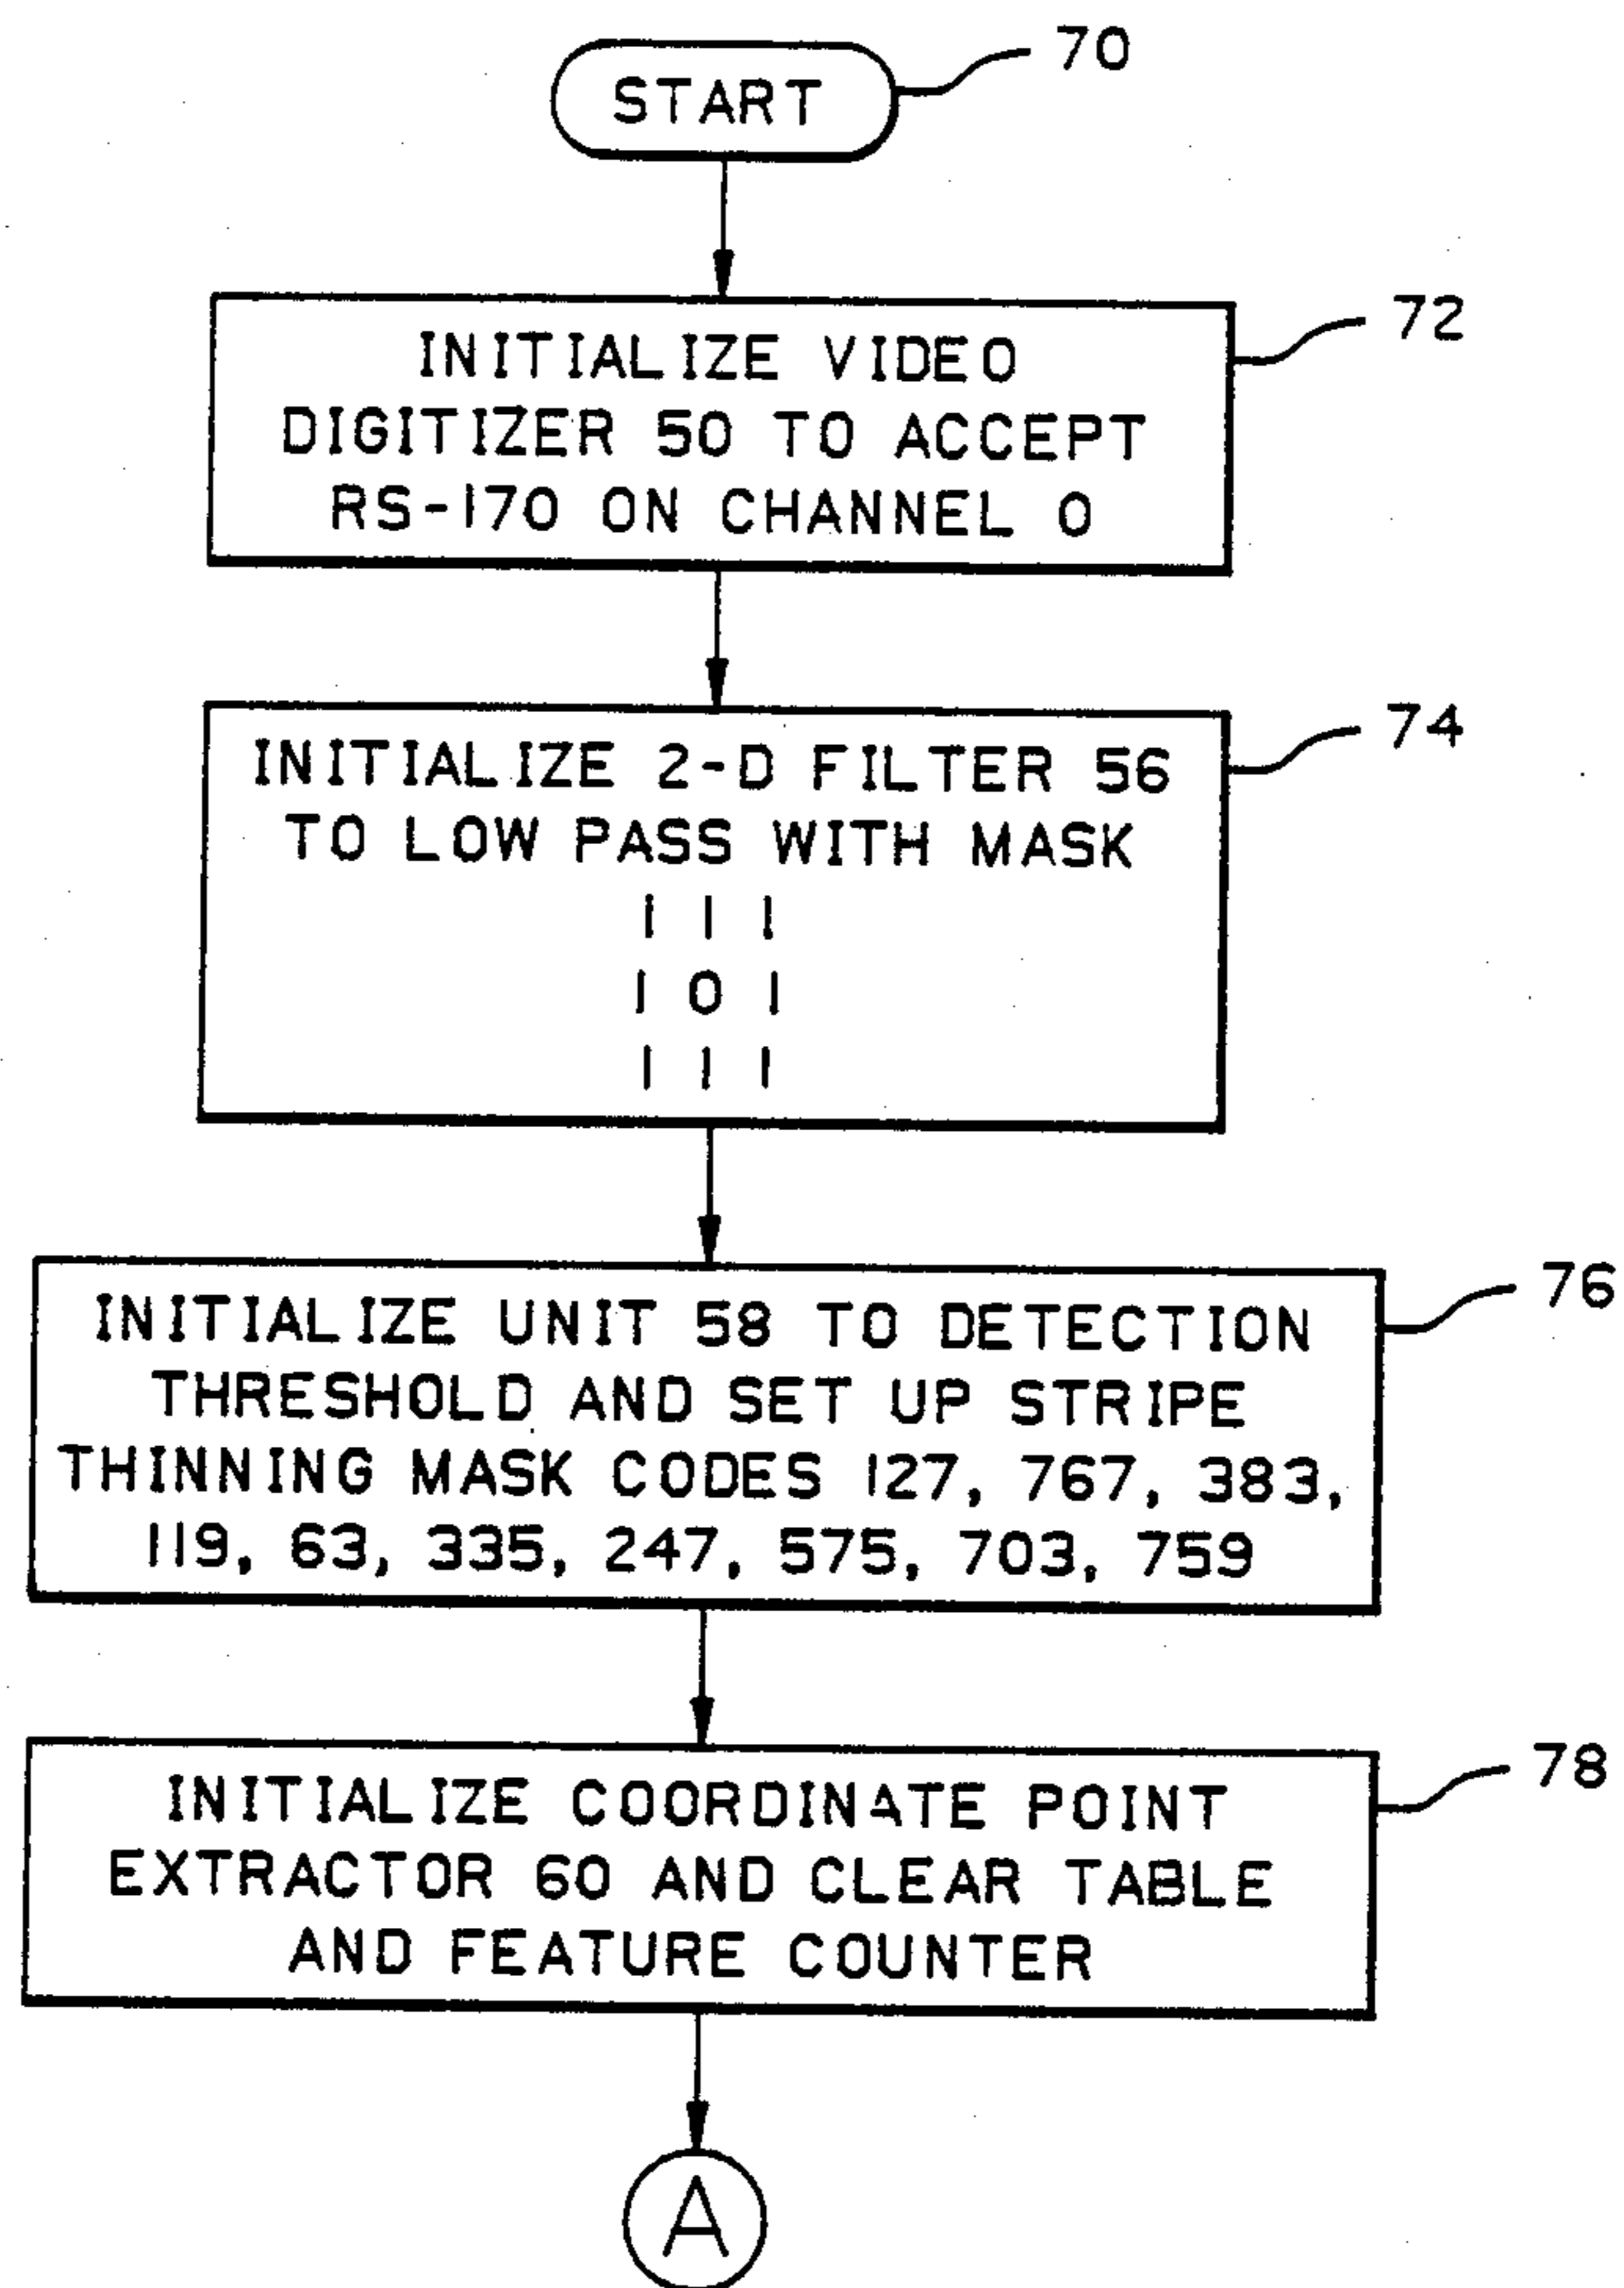 START
70
INITIALIZE VIDEO
DIGITIZER 50 TO ACCEPT
RS-170 ON CHANNEL 0
72
INITIALIZE 2-D FILTER 56
TO LOW PASS WITH MASK
1 1 1
1 0 1
1 1 1
74
INITIALIZE UNIT 58 TO DETECTION
THRESHOLD AND SET UP STRIPE
THINNING MASK CODES 127, 767, 383,
119, 63, 335, 247, 575, 703, 759
76
INITIALIZE COORDINATE POINT
EXTRACTOR 60 AND CLEAR TABLE
AND FEATURE COUNTER
78
A